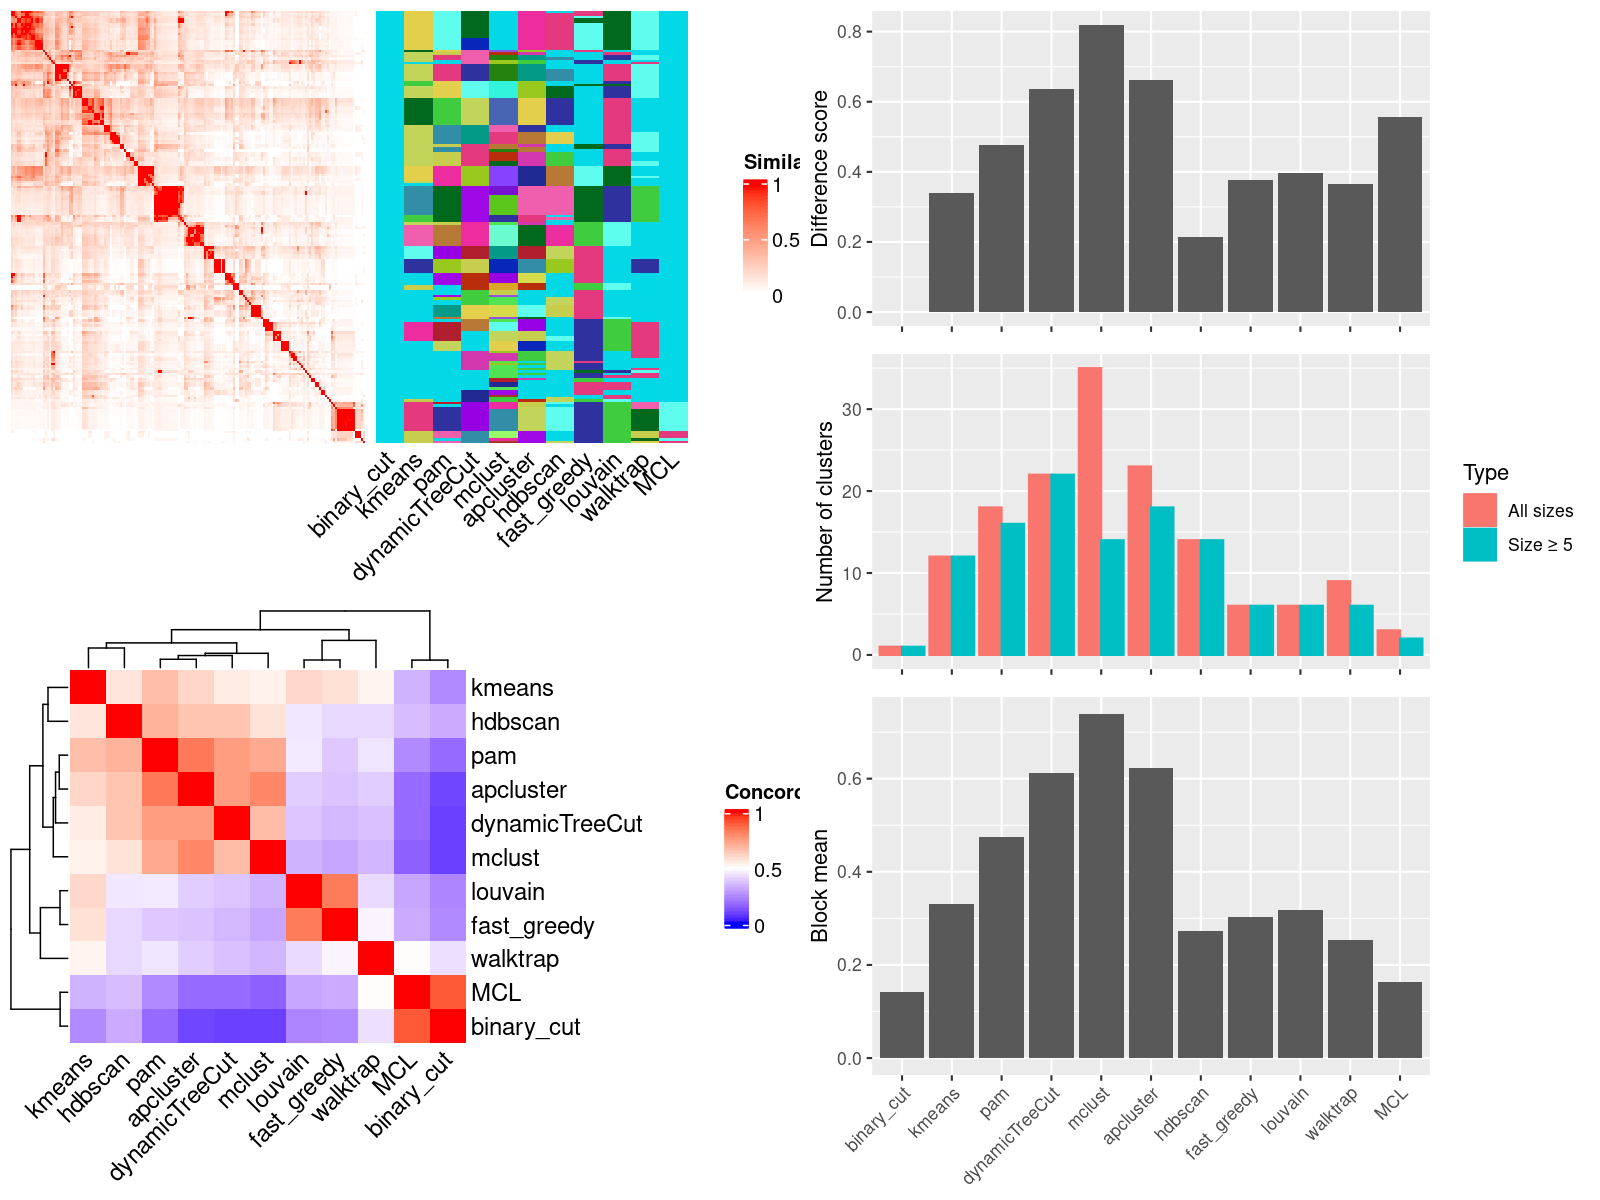 Simila
1
0.5
0
binary_cut
kmeans
pam
dynamicTreeCut
mclust
apcluster
hdbscan
fast_greedy
louvain
walktrap
MCL
kmeans
hdbscan
pam
apcluster
dynamicTreeCut
mclust
louvain
fast_greedy
walktrap
MCL
binary_cut
kmeans
hdbscan
pam
apcluster
dynamicTreeCut
mclust
louvain
fast_greedy
walktrap
MCL
binary_cut
Concord
1
0.5
0
Difference score
0.8
0.6
0.4
0.2
0.0
Number of clusters
30
20
10
0
Type
All sizes
Size ≥ 5
Block mean
0.6
0.4
0.2
0.0
binary_cut
kmeans
pam
dynamicTreeCut
mclust
apcluster
hdbscan
fast_greedy
louvain
walktrap
MCL